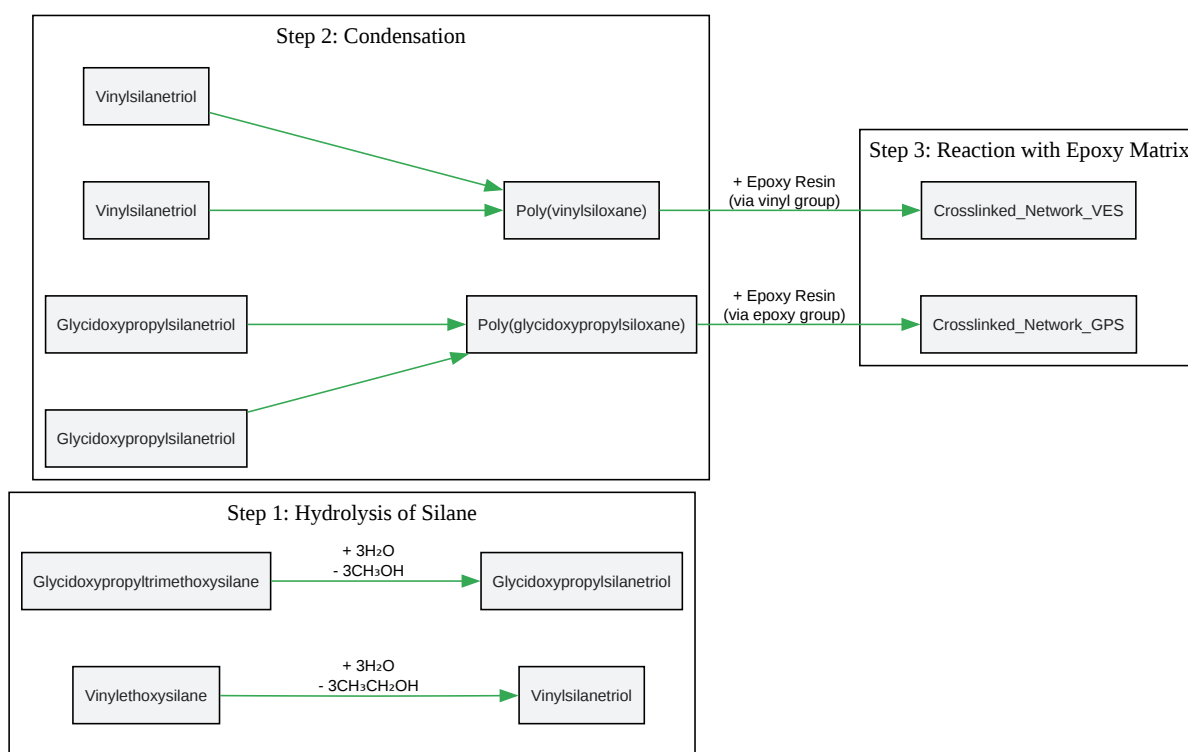 Step 2: Condensation
Vinylsilanetriol
Vinylsilanetriol
Poly(vinylsiloxane)
Glycidoxypropylsilanetriol
Poly(glycidoxypropylsiloxane)
Glycidoxypropylsilanetriol
+ Epoxy Resin
(via vinyl group)
+ Epoxy Resin
(via epoxy group)
Step 3: Reaction with Epoxy Matrix
Crosslinked_Network_VES
Crosslinked_Network_GPS
Step 1: Hydrolysis of Silane
Glycidoxypropyltrimethoxysilane
+ 3H₂O
- 3CH₃OH
Glycidoxypropylsilanetriol
Vinylethoxysilane
+ 3H₂O
- 3CH₃CH₂OH
Vinylsilanetriol